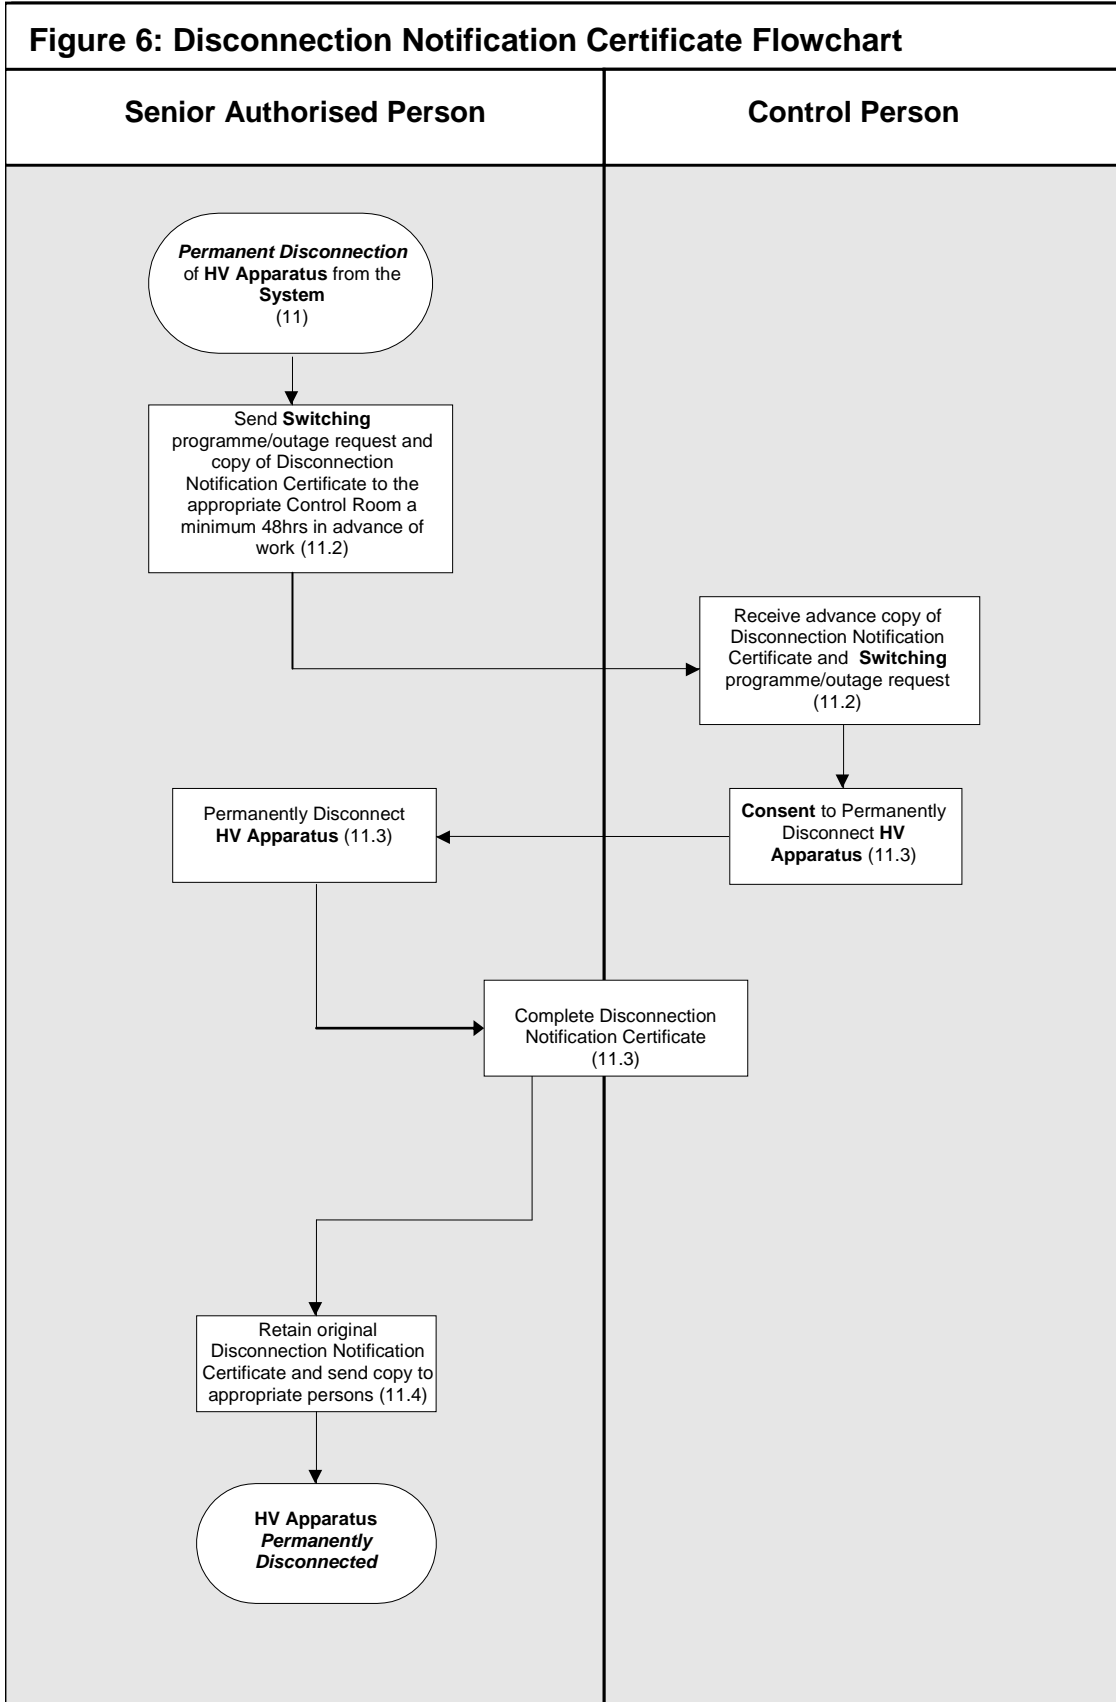 Figure 6: Disconnection Notification Certificate Flowchart
Senior Authorised Person
Control Person
Permanent Disconnection
of HV Apparatus from the
System
(11)
Send Switching
programme/outage request and
copy of Disconnection
Notification Certificate to the
appropriate Control Room a
minimum 48hrs in advance of
work (11.2)
Receive advance copy of
Disconnection Notification
Certificate and Switching
programme/outage request
(11.2)
Consent to Permanently
Disconnect HV
Apparatus (11.3)
Permanently Disconnect
HV Apparatus (11.3)
Complete Disconnection
Notification Certificate
(11.3)
Retain original
Disconnection Notification
Certificate and send copy to
appropriate persons (11.4)
HV Apparatus
Permanently
Disconnected